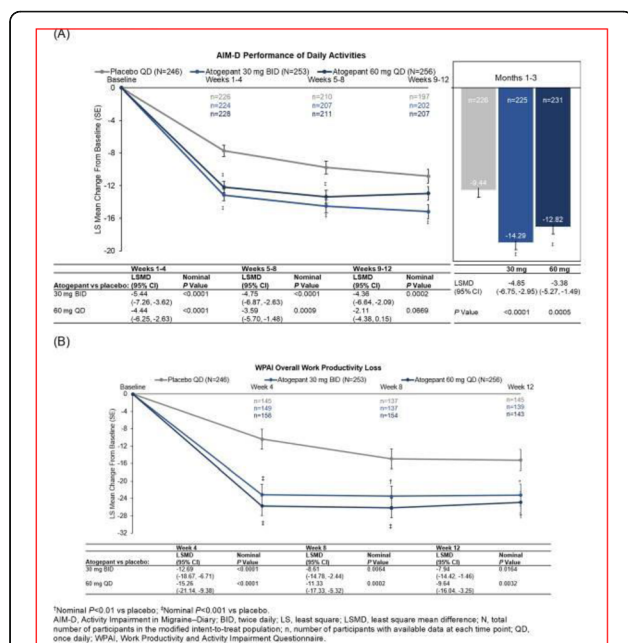 (A)
AIM-D Performance of Daily Activities
Placebo QD (N=246) Atogepant 30 mg BID (N=253) Atogepant 60 mg QD (N=256)
Baseline Weeks 1-4 Weeks 5-8 Weeks 9-12
Months 1-3
0
n=226 n=210 n=197
n=224 n=207 n=202
n=228 n=211 n=207
n=226 n=225 n=231
-4
-8
-12
-16
-20
LS Mean Change From Baseline (SE)
-9.44
-14.29
-12.82
Weeks 1-4 Weeks 5-8 Weeks 9-12
LSMD Nominal LSMD Nominal LSMD Nominal
Atogepant vs placebo: (95% CI) P Value (95% CI) P Value (95% CI) P Value
30 mg BID -5.44 <0.0001 -4.75 <0.0001 -4.36 0.0002
(-7.26, -3.62) (-6.87, -2.63) (-6.64, -2.09)
60 mg QD -4.44 <0.0001 -3.59 0.0009 -2.11 0.0669
(-6.25, -2.63) (-5.70, -1.48) (-4.38, 0.15)
30 mg 60 mg
LSMD -4.85 -3.38
(95% CI) (-6.75, -2.95) (-5.27, -1.49)
P Value <0.0001 0.0005
(B)
WPAI Overall Work Productivity Loss
Placebo QD (N=246) Atogepant 30 mg BID (N=253) Atogepant 60 mg QD (N=256)
Baseline Week 4 Week 8 Week 12
0
n=145 n=137 n=145
n=149 n=137 n=139
n=156 n=154 n=143
-4
-8
-12
-16
-20
-24
-28
-32
LS Mean Change From Baseline (SE)
Week 4 Week 8 Week 12
LSMD Nominal LSMD Nominal LSMD Nominal
Atogepant vs placebo: (95% CI) P Value (95% CI) P Value (95% CI) P Value
30 mg BID -12.69 <0.0001 -8.61 0.0064 -7.94 0.0164
(-18.67, -6.71) (-14.78, -2.44) (-14.42, -1.46)
60 mg QD -15.26 <0.0001 -11.33 0.0002 -9.64 0.0032
(-21.14, -9.38) (-17.33, -5.32) (-16.04, -3.25)
†Nominal P<0.01 vs placebo; ‡Nominal P<0.001 vs placebo.
AIM-D, Activity Impairment in Migraine–Diary; BID, twice daily; LS, least square; LSMD, least square mean difference; N, total
number of participants in the modified intent-to-treat population; n, number of participants with available data at each time point; QD,
once daily; WPAI, Work Productivity and Activity Impairment Questionnaire.